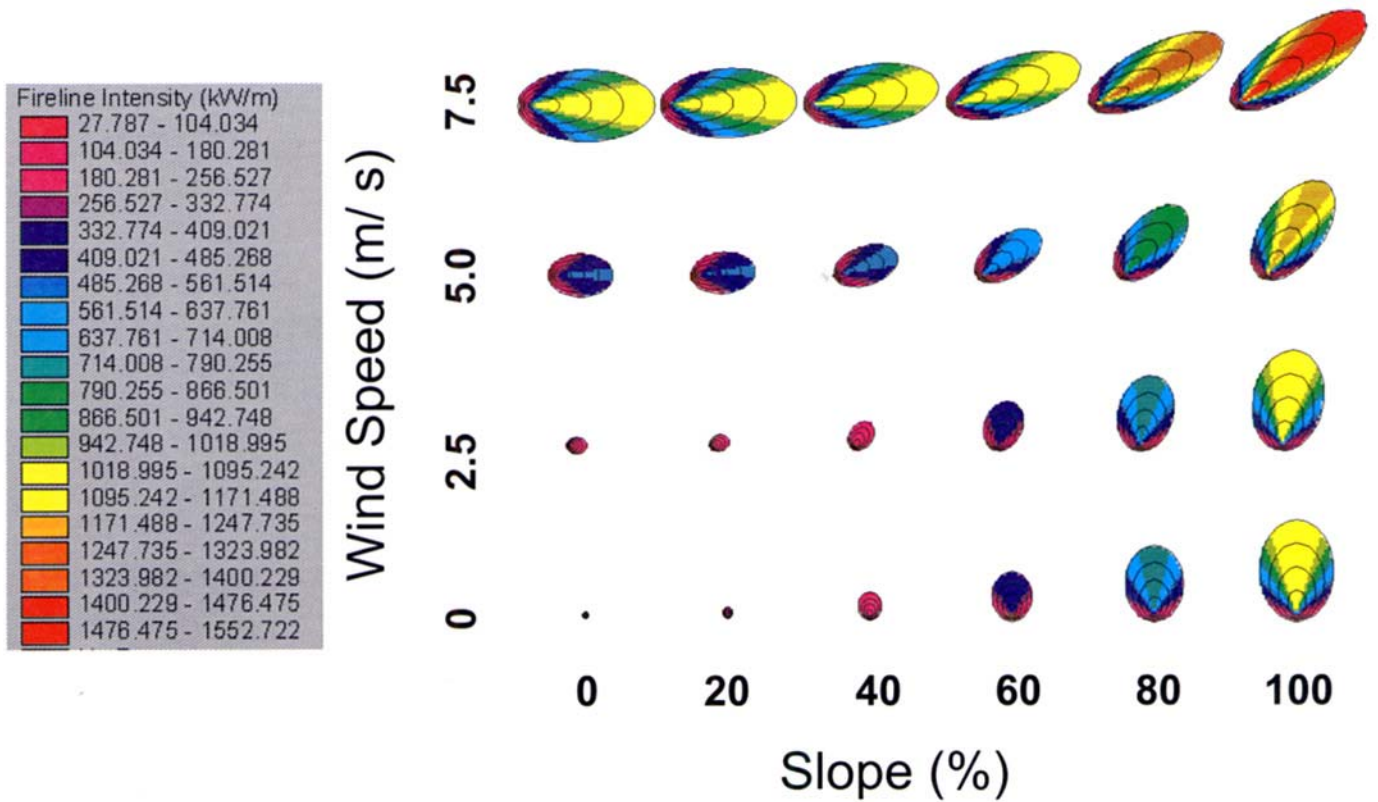 Fireline Intensity (kW/m)
27.787 - 104.034
104.034 - 180.281
180.281 - 256.527
256.527 - 332.774
332.774 - 409.021
409.021 - 485.268
485.268 - 561.514
561.514 - 637.761
637.761 - 714.008
714.008 - 790.255
790.255 - 866.501
866.501 - 942.748
942.748 - 1018.995
1018.995 - 1095.242
1095.242 - 1171.488
1171.488 - 1247.735
1247.735 - 1323.982
1323.982 - 1400.229
1400.229 - 1476.475
1476.475 - 1552.722
Wind Speed (m/ s)
7.5
5.0
2.5
0
0 20 40 60 80 100
Slope (%)